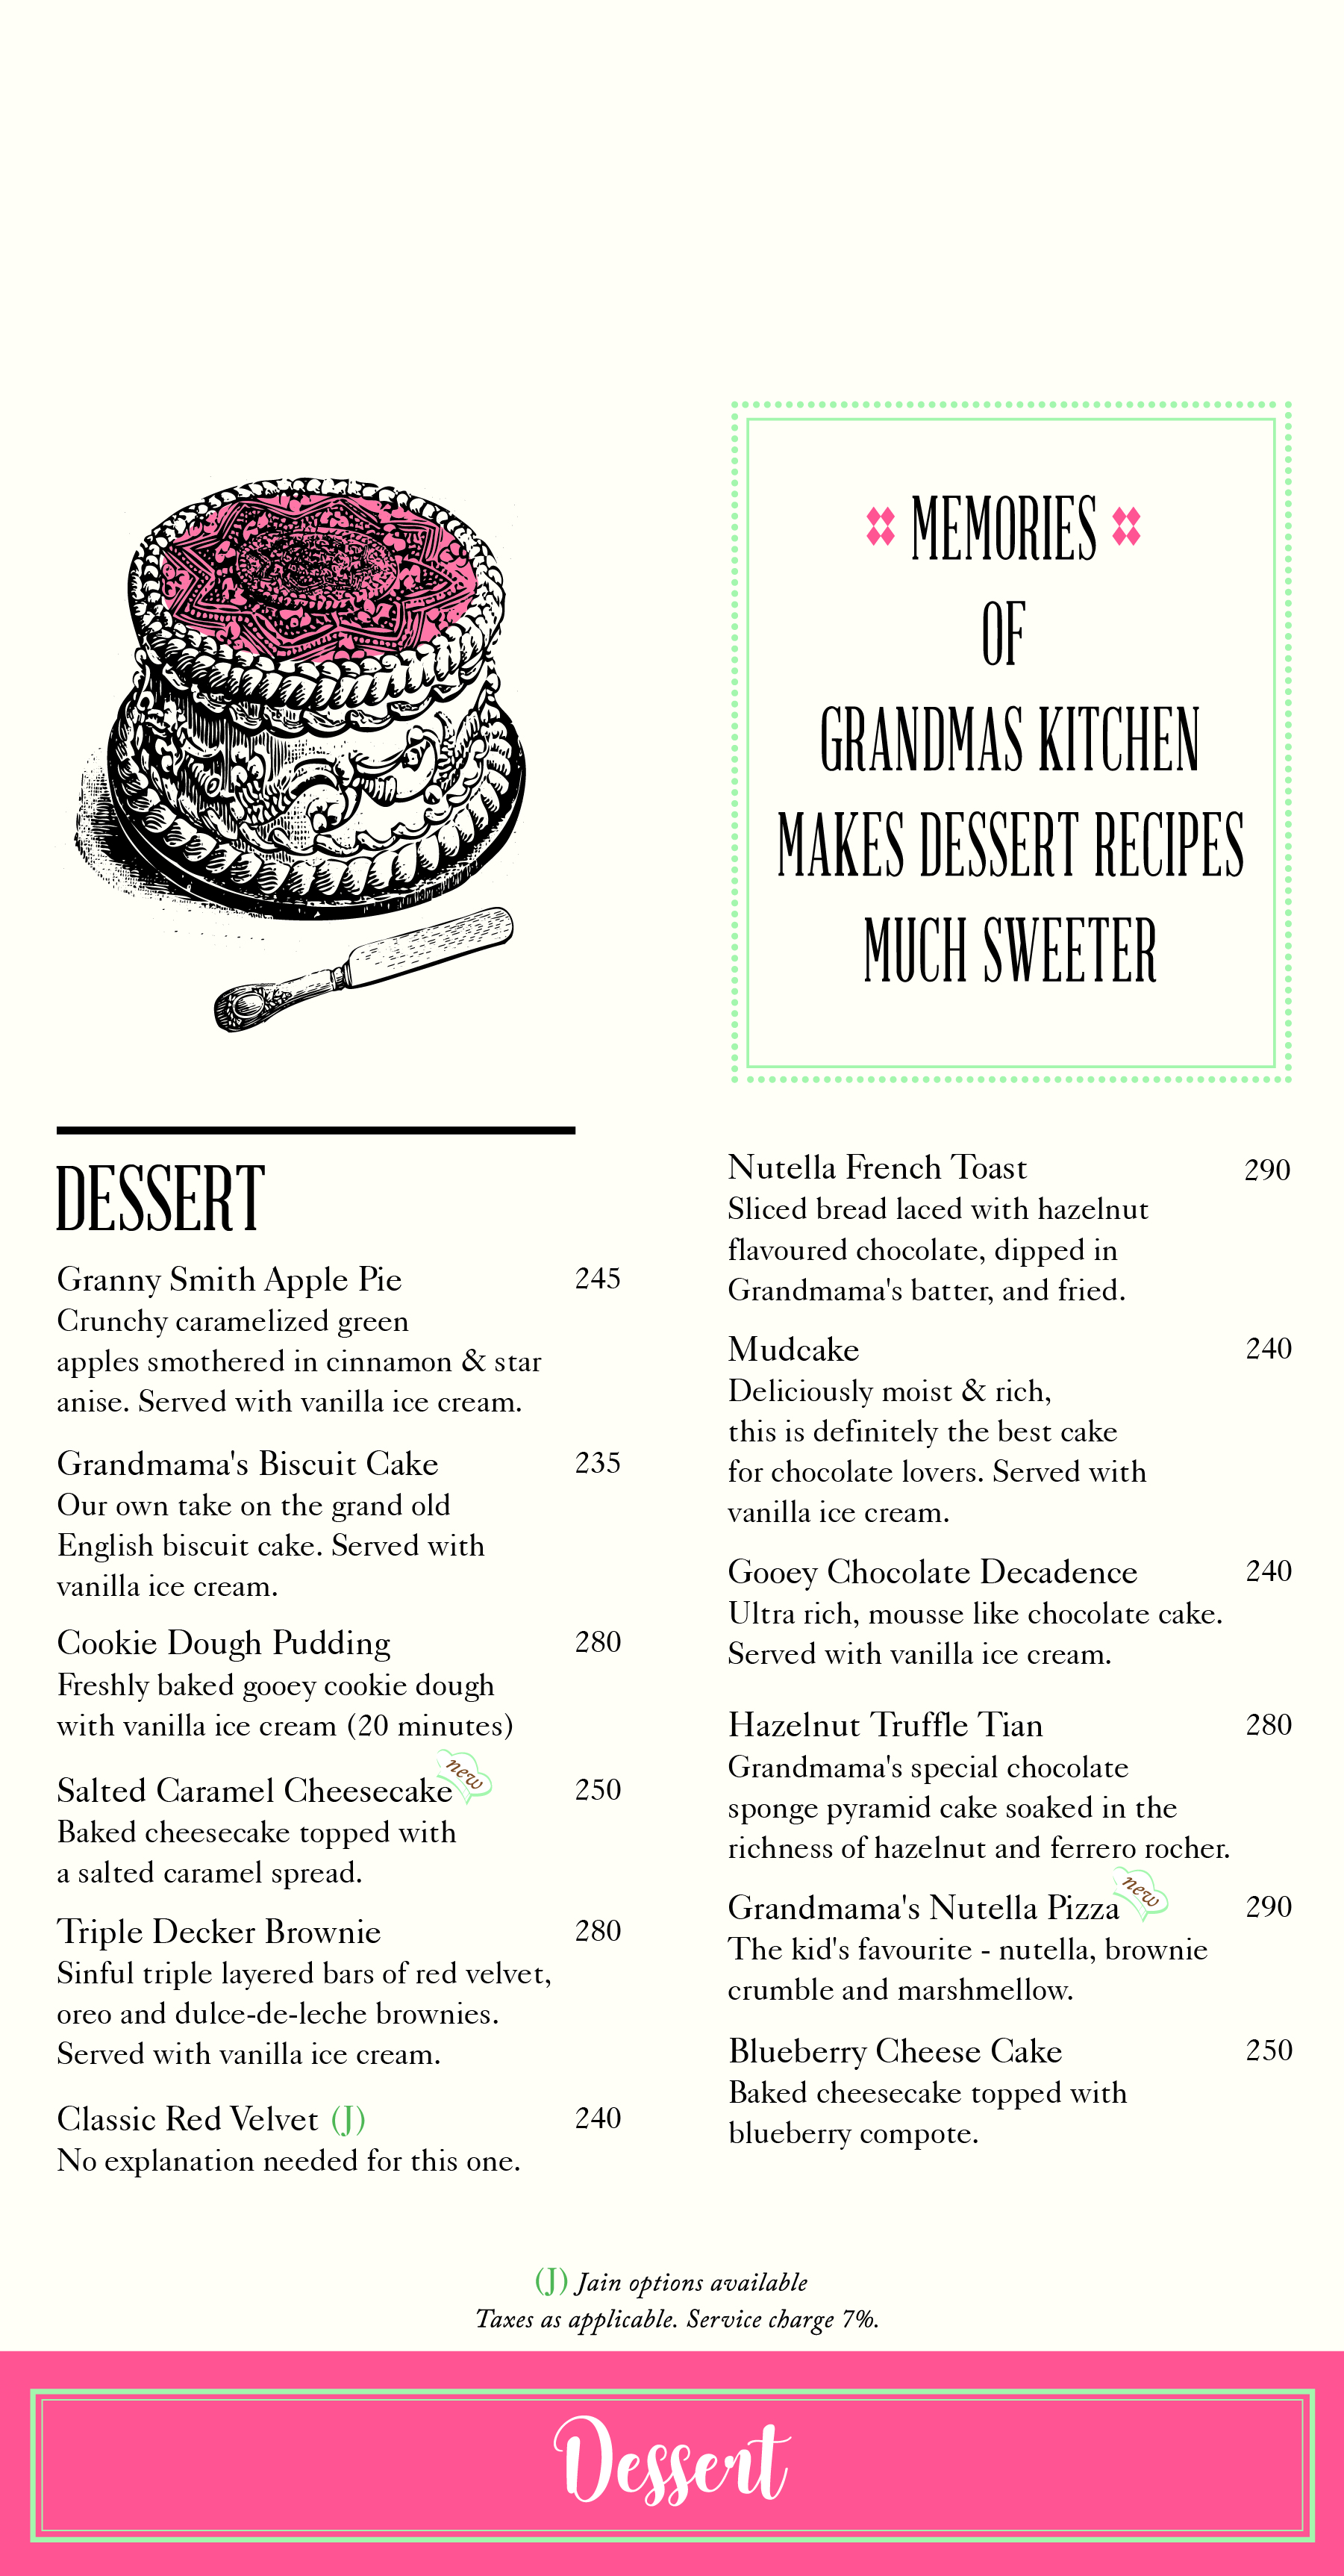 MEMORIES
OF
GRANDMAS KITCHEN
MAKES DESSERT RECIPES
MUCH SWEETER
DESSERT
Granny Smith Apple Pie 245
Crunchy caramelized green
apples smothered in cinnamon & star
anise. Served with vanilla ice cream.
Grandmama's Biscuit Cake 235
Our own take on the grand old
English biscuit cake. Served with
vanilla ice cream.
Cookie Dough Pudding 280
Freshly baked gooey cookie dough
with vanilla ice cream (20 minutes)
Salted Caramel Cheesecake new 250
Baked cheesecake topped with
a salted caramel spread.
Triple Decker Brownie 280
Sinful triple layered bars of red velvet,
oreo and dulce-de-leche brownies.
Served with vanilla ice cream.
Classic Red Velvet (J) 240
No explanation needed for this one.
Nutella French Toast 290
Sliced bread laced with hazelnut
flavoured chocolate, dipped in
Grandmama's batter, and fried.
Mudcake 240
Deliciously moist & rich,
this is definitely the best cake
for chocolate lovers. Served with
vanilla ice cream.
Gooey Chocolate Decadence 240
Ultra rich, mousse like chocolate cake.
Served with vanilla ice cream.
Hazelnut Truffle Tian 280
Grandmama's special chocolate
sponge pyramid cake soaked in the
richness of hazelnut and ferrero rocher.
Grandmama's Nutella Pizza new 290
The kid's favourite - nutella, brownie
crumble and marshmellow.
Blueberry Cheese Cake 250
Baked cheesecake topped with
blueberry compote.
(J) Jain options available
Taxes as applicable. Service charge 7%.
Dessert